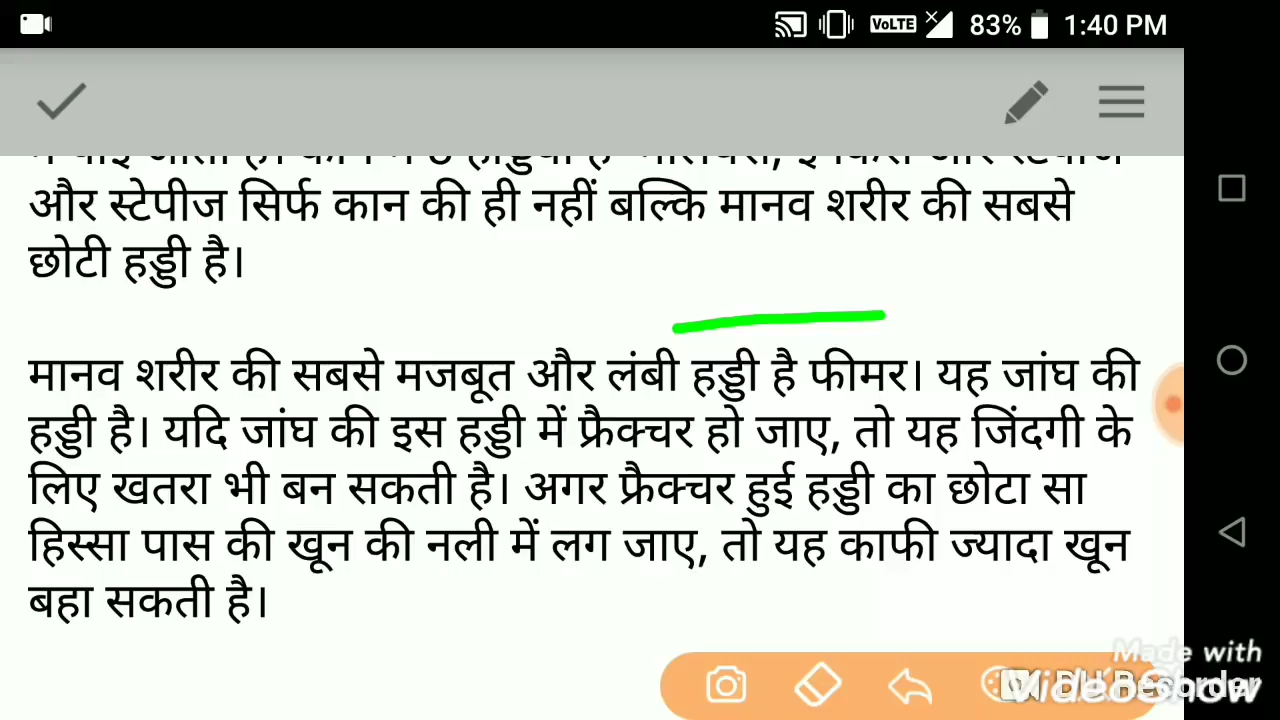 VoLTE 83% 1:40 PM
और स्टेपीज सिर्फ कान की ही नहीं बल्कि मानव शरीर की सबसे
छोटी हड्डी है।
मानव शरीर की सबसे मजबूत और लंबी हड्डी है फीमर। यह जांघ की
हड्डी है। यदि जांघ की इस हड्डी में फ्रैक्चर हो जाए, तो यह जिंदगी के
लिए खतरा भी बन सकती है। अगर फ्रैक्चर हुई हड्डी का छोटा सा
हिस्सा पास की खून की नली में लग जाए, तो यह काफी ज्यादा खून
बहा सकती है।
Made with
VideoShow